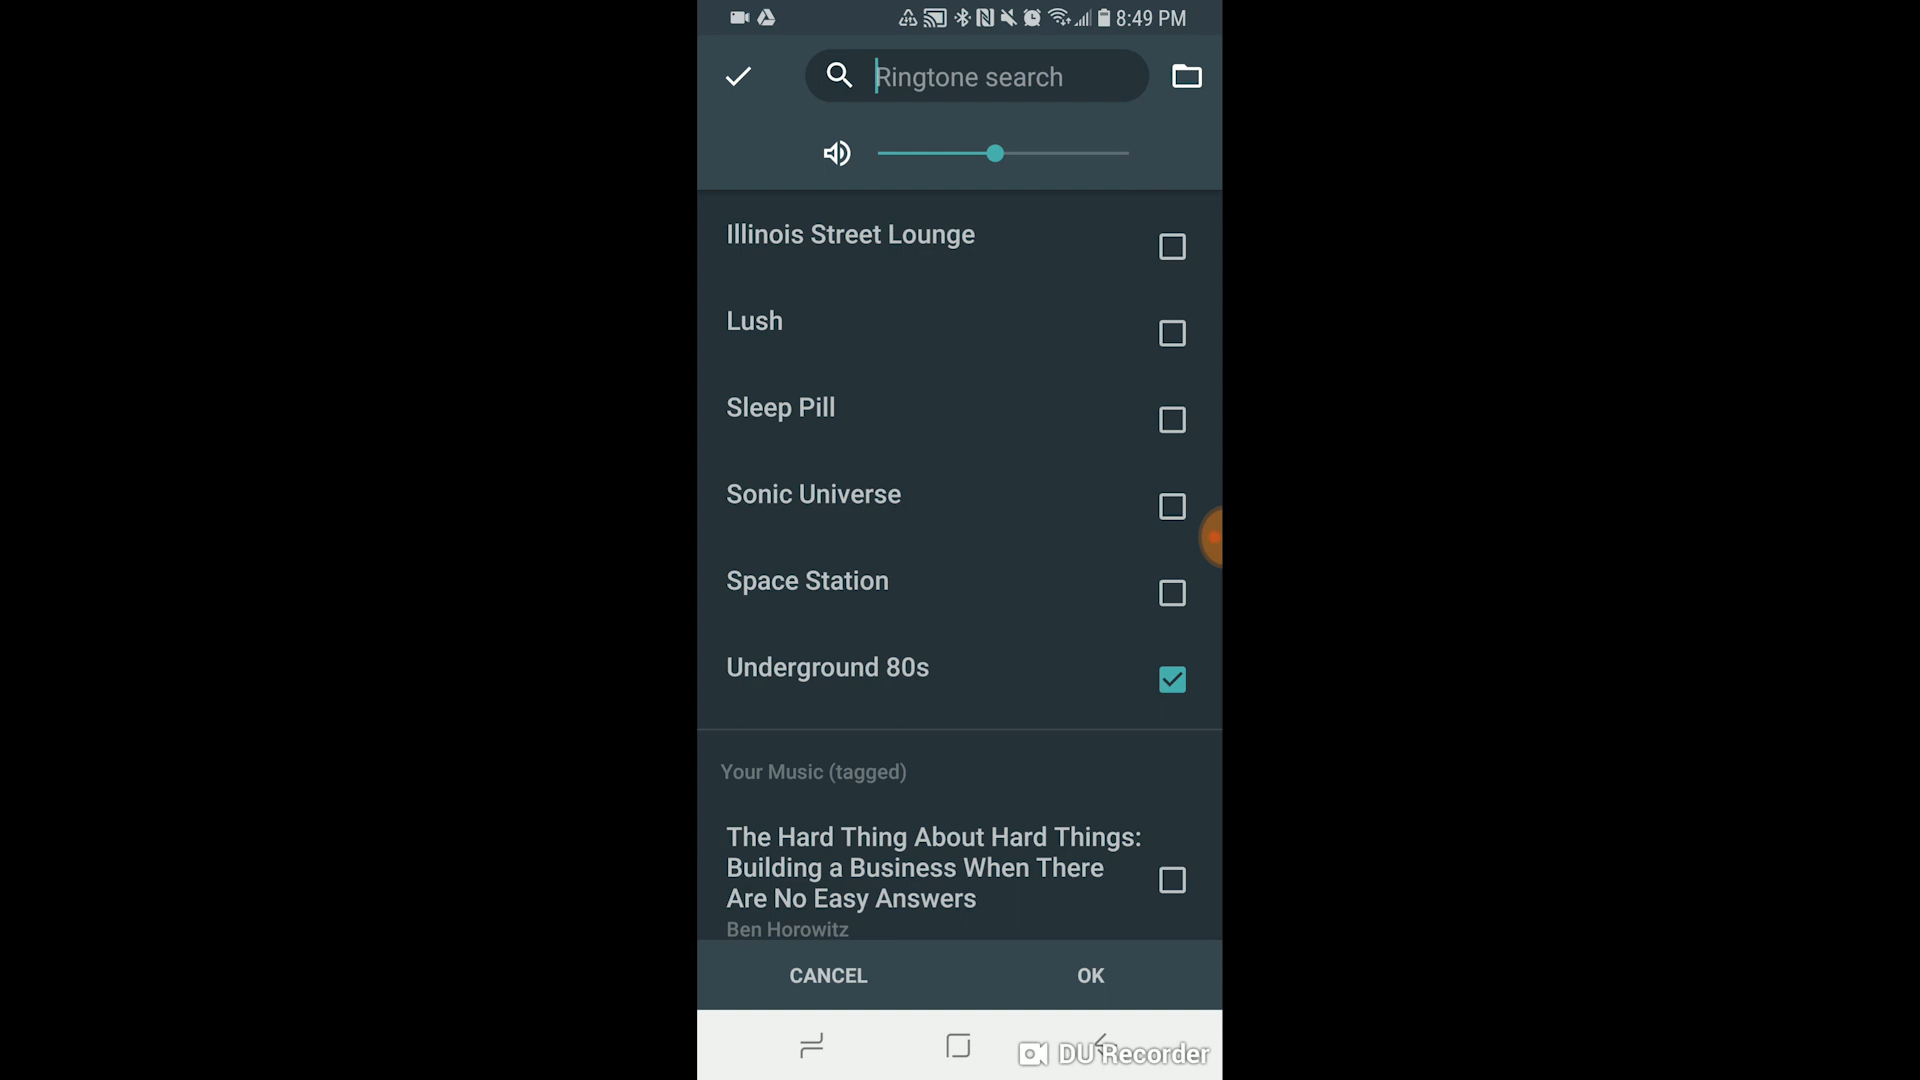 8:49 PM
Ringtone search
Illinois Street Lounge
Lush
Sleep Pill
Sonic Universe
Space Station
Underground 80s
Your Music (tagged)
The Hard Thing About Hard Things:
Building a Business When There
Are No Easy Answers
Ben Horowitz
CANCEL OK
DU Recorder